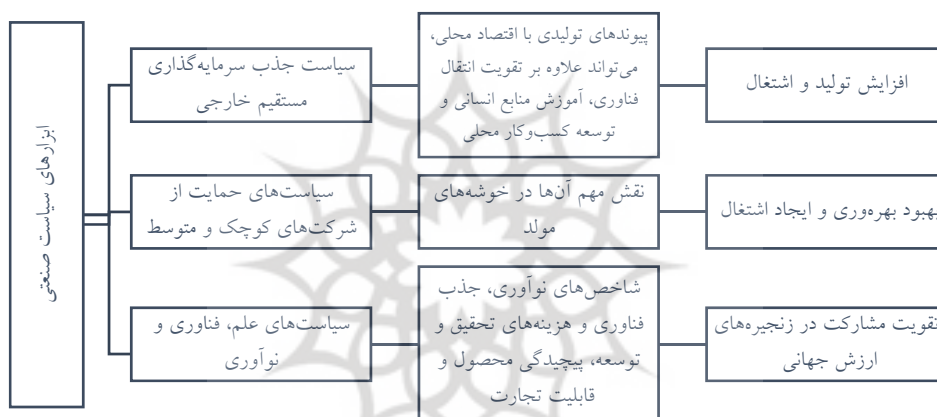 ابزارهای سیاست صنعتی
سیاست جذب سرمایه‌گذاری
مستقیم خارجی
پیوندهای تولیدی با اقتصاد محلی،
می‌تواند علاوه بر تقویت انتقال
فناوری، آموزش منابع انسانی و
توسعه کسب‌وکار محلی
افزایش تولید و اشتغال
سیاست‌های حمایت از
شرکت‌های کوچک و متوسط
نقش مهم آن‌ها در خوشه‌های
مولد
بهبود بهره‌وری و ایجاد اشتغال
سیاست‌های علم، فناوری و
نوآوری
شاخص‌های نوآوری، جذب
فناوری و هزینه‌های تحقیق و
توسعه، پیچیدگی محصول و
قابلیت تجارت
تقویت مشارکت در زنجیره‌های
ارزش جهانی